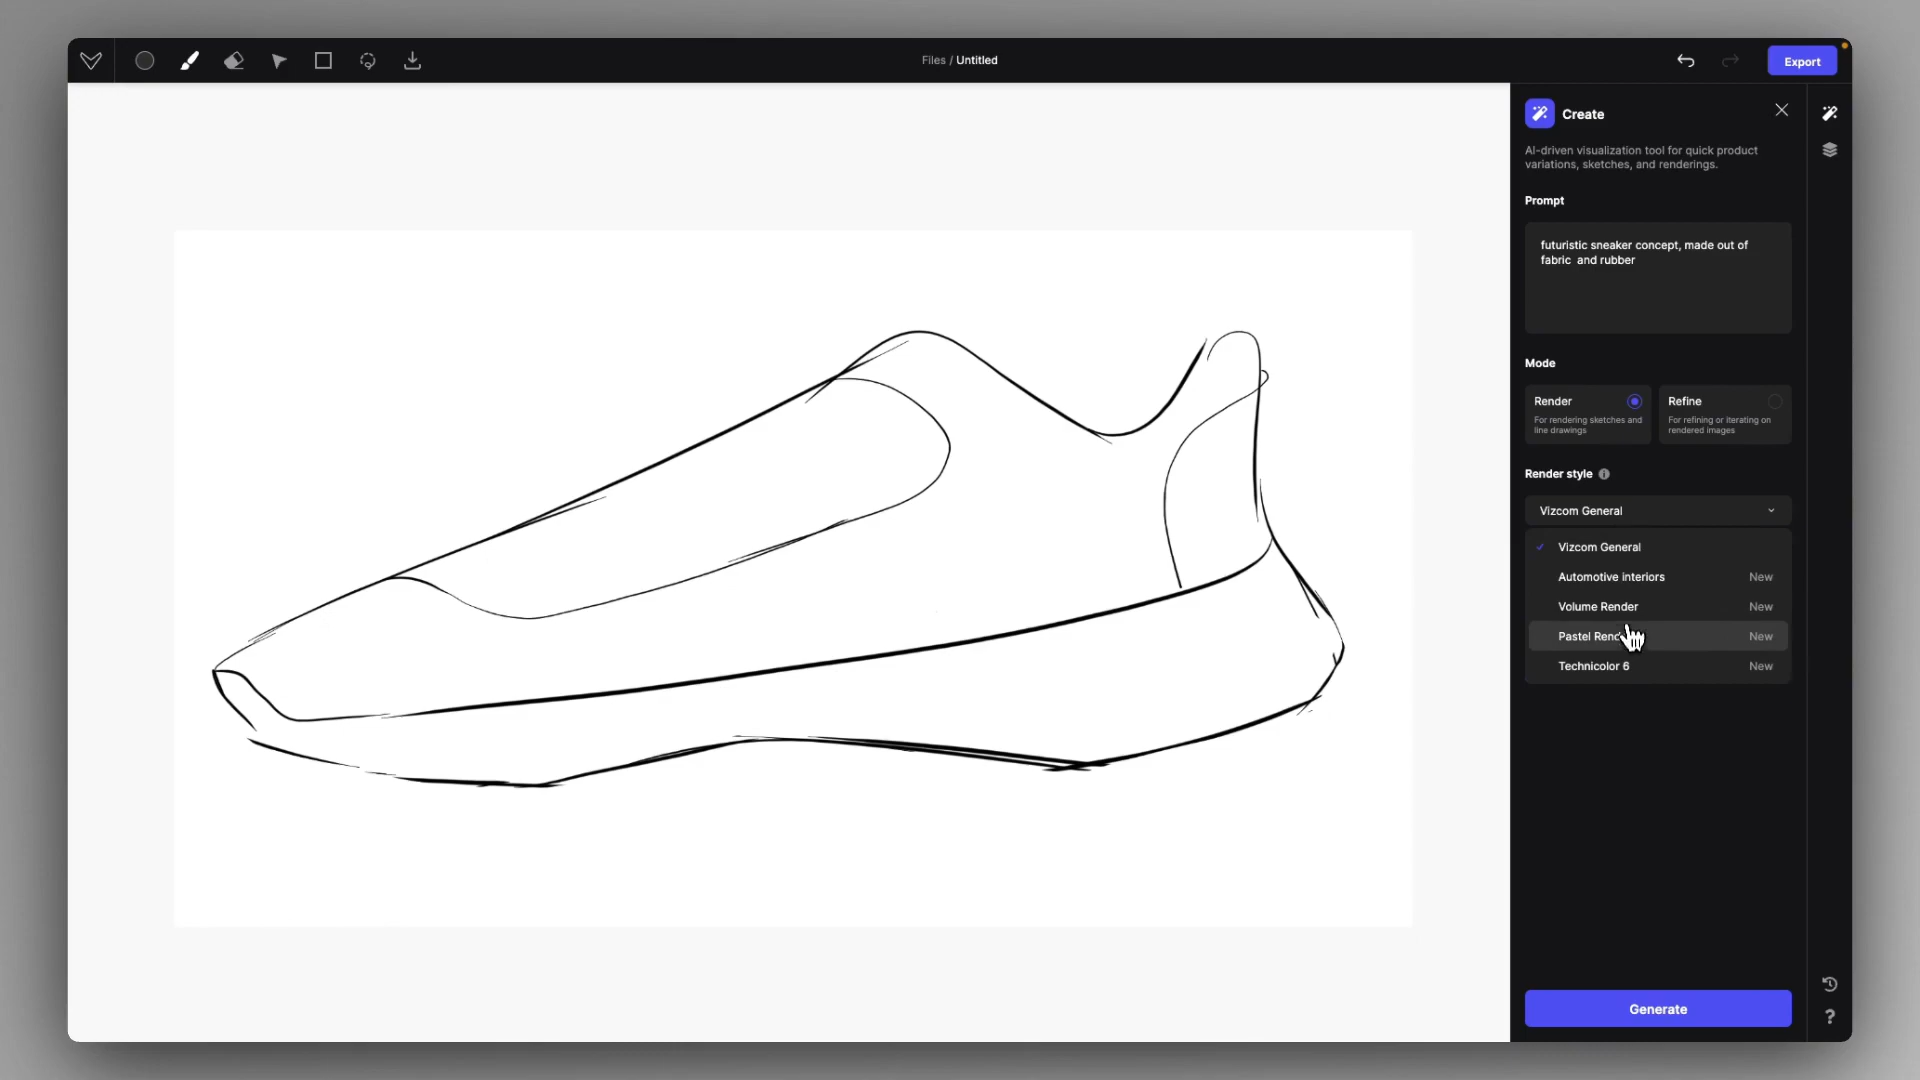 Files / Untitled
Export
Create
AI-driven visualization tool for quick product
variations, sketches, and renderings.
Prompt
futuristic sneaker concept, made out of
fabric and rubber
Mode
Render
For rendering sketches and
line drawings
Refine
For refining or iterating on
rendered images
Render style
Vizcom General
Vizcom General
Automotive interiors New
Volume Render New
Pastel Rend New
Technicolor 6 New
Generate